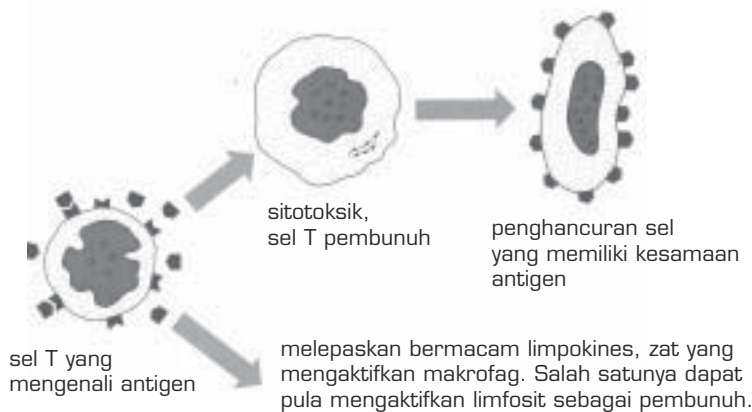 sitotoksik,
sel T pembunuh
penghancuran sel
yang memiliki kesamaan
antigen
sel T yang
mengenali antigen
melepaskan bermacam limpokines, zat yang
mengaktifkan makrofag. Salah satunya dapat
pula mengaktifkan limfosit sebagai pembunuh.